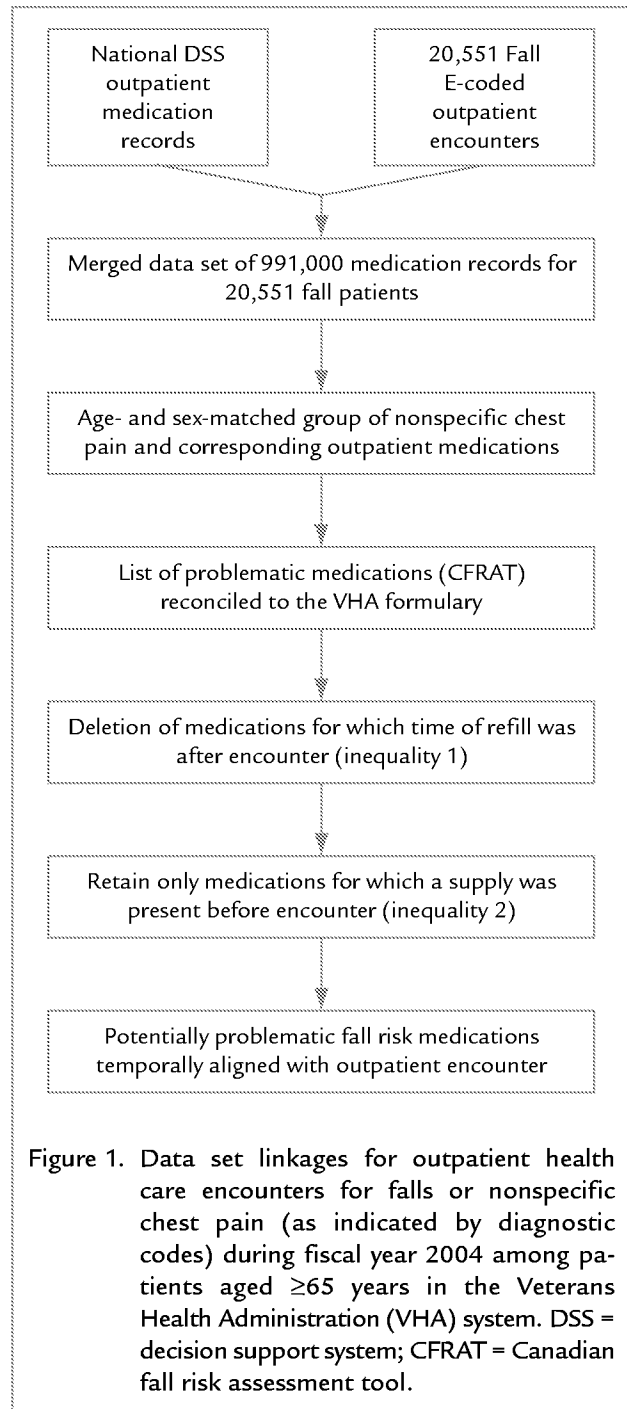 National DSS
outpatient
medication
records
20,551 Fall
E-coded
outpatient
encounters
Merged data set of 991,000 medication records for
20,551 fall patients
Age- and sex-matched group of nonspecific chest
pain and corresponding outpatient medications
List of problematic medications (CFRAT)
reconciled to the VHA formulary
Deletion of medications for which time of refill was
after encounter (inequality 1)
Retain only medications for which a supply was
present before encounter (inequality 2)
Potentially problematic fall risk medications
temporally aligned with outpatient encounter
Figure 1. Data set linkages for outpatient health
care encounters for falls or nonspecific
chest pain (as indicated by diagnostic
codes) during fiscal year 2004 among pa-
tients aged ≥65 years in the Veterans
Health Administration (VHA) system. DSS =
decision support system; CFRAT = Canadian
fall risk assessment tool.